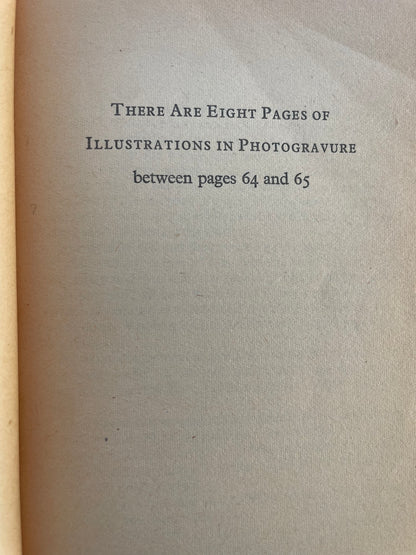 There Are Eight Pages of
Illustrations in Photogravure
between pages 64 and 65